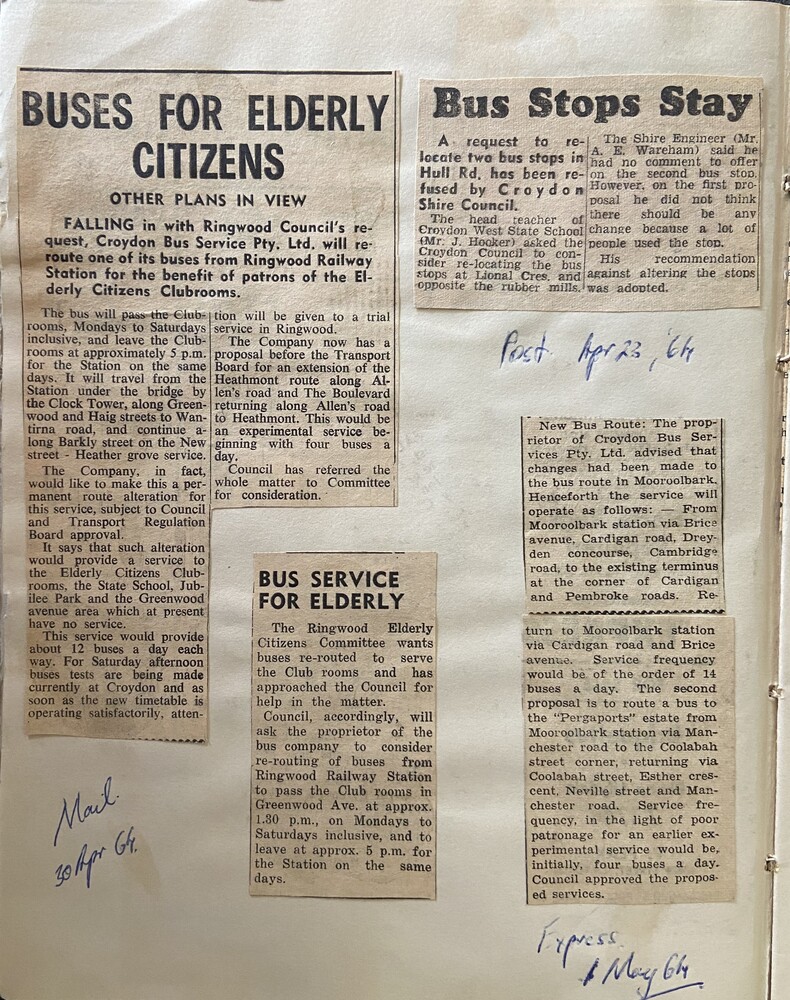 BUSES FOR ELDERLY
CITIZENS
OTHER PLANS IN VIEW
FALLING in with Ringwood Council's re-
quest, Croydon Bus Service Pty. Ltd. will re-
route one of its buses from Ringwood Railway
Station for the benefit of patrons of the El-
derly Citizens Clubrooms.
The bus will pass the Club-
rooms, Mondays to Saturdays
inclusive, and leave the Club-
rooms at approximately 5 p.m.
for the Station on the same
days. It will travel from the
Station under the bridge by
the Clock Tower, along Green-
wood and Haig streets to Wan-
tirna road, and continue a-
long Barkly street on the New
street - Heather grove service.
The Company, in fact,
would like to make this a per-
manent route alteration for
this service, subject to Council
and Transport Regulation
Board approval.
It says that such alteration
would provide a service to
the Elderly Citizens Club-
rooms, the State School, Jub-
ilee Park and the Greenwood
avenue area which at present
have no service.
This service would provide
about 12 buses a day each
way. For Saturday afternoon
buses tests are being made
currently at Croydon and as
soon as the new timetable is
operating satisfactorily, atten-
tion will be given to a trial
service in Ringwood.
The Company now has a
proposal before the Transport
Board for an extension of the
Heathmont route along Al-
len's road and The Boulevard
returning along Allen's road
to Heathmont. This would be
an experimental service be-
ginning with four buses a
day.
Council has referred the
whole matter to Committee
for consideration.
Mail.
30 Apr 64.
BUS SERVICE
FOR ELDERLY
The Ringwood Elderly
Citizens Committee wants
buses re-routed to serve
the Club rooms and has
approached the Council for
help in the matter.
Council, accordingly, will
ask the proprietor of the
bus company to consider
re-routing of buses from
Ringwood Railway Station
to pass the Club rooms in
Greenwood Ave. at approx.
1.30 p.m., on Mondays to
Saturdays inclusive, and to
leave at approx. 5 p.m. for
the Station on the same
days.
Bus Stops Stay
A request to re-
locate two bus stops in
Hull Rd. has been re-
fused by Croydon
Shire Council.
The head teacher of
Croydon West State School
(Mr. J. Hooker) asked the
Croydon Council to con-
sider re-locating the bus
stops at Lional Cres. and
opposite the rubber mills.
The Shire Engineer (Mr.
A. E. Wareham) said he
had no comment to offer
on the second bus stop.
However, on the first pro-
posal he did not think
there should be any
change because a lot of
people used the stop.
His recommendation
against altering the stops
was adopted.
Post Apr 23, '64
New Bus Route: The prop-
rietor of Croydon Bus Ser-
vices Pty. Ltd. advised that
changes had been made to
the bus route in Mooroolbark.
Henceforth the service will
operate as follows: — From
Mooroolbark station via Brice
avenue, Cardigan road, Drey-
den concourse, Cambridge
road, to the existing terminus
at the corner of Cardigan
and Pembroke roads. Re-
turn to Mooroolbark station
via Cardigan road and Brice
avenue. Service frequency
would be of the order of 14
buses a day. The second
proposal is to route a bus to
the "Pergaports" estate from
Mooroolbark station via Man-
chester road to the Coolabah
street corner, returning via
Coolabah street, Esther cres-
cent, Neville street and Man-
chester road. Service fre-
quency, in the light of poor
patronage for an earlier ex-
perimental service would be,
initially, four buses a day.
Council approved the propos-
ed services.
Express
1 May 64